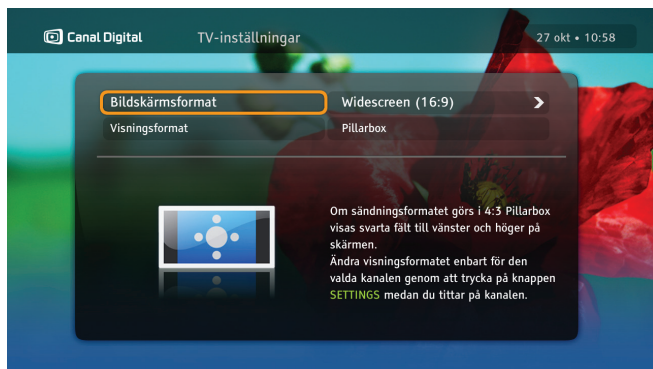 Canal Digital TV-inställningar 27 okt • 10:58
Bildskärmsformat Widescreen (16:9)
Visningsformat Pillarbox
Om sändningsformatet görs i 4:3 Pillarbox
visas svarta fält till vänster och höger på
skärmen.
Ändra visningsformatet enbart för den
valda kanalen genom att trycka på knappen
SETTINGS medan du tittar på kanalen.